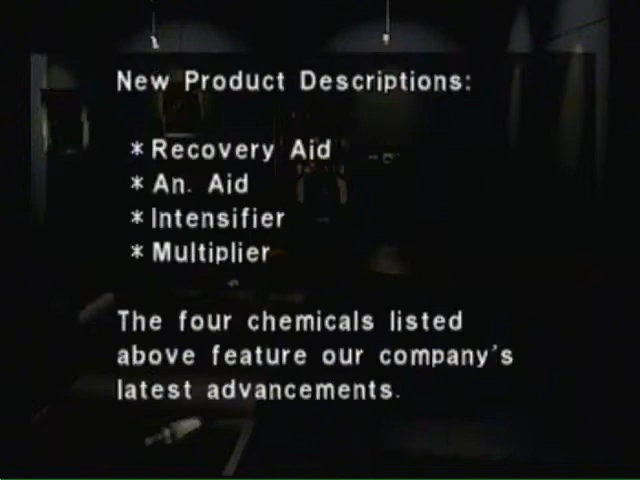 New Product Descriptions:
*Recovery Aid
*An. Aid
*Intensifier
*Multiplier
The four chemicals listed
above feature our company's
latest advancements.